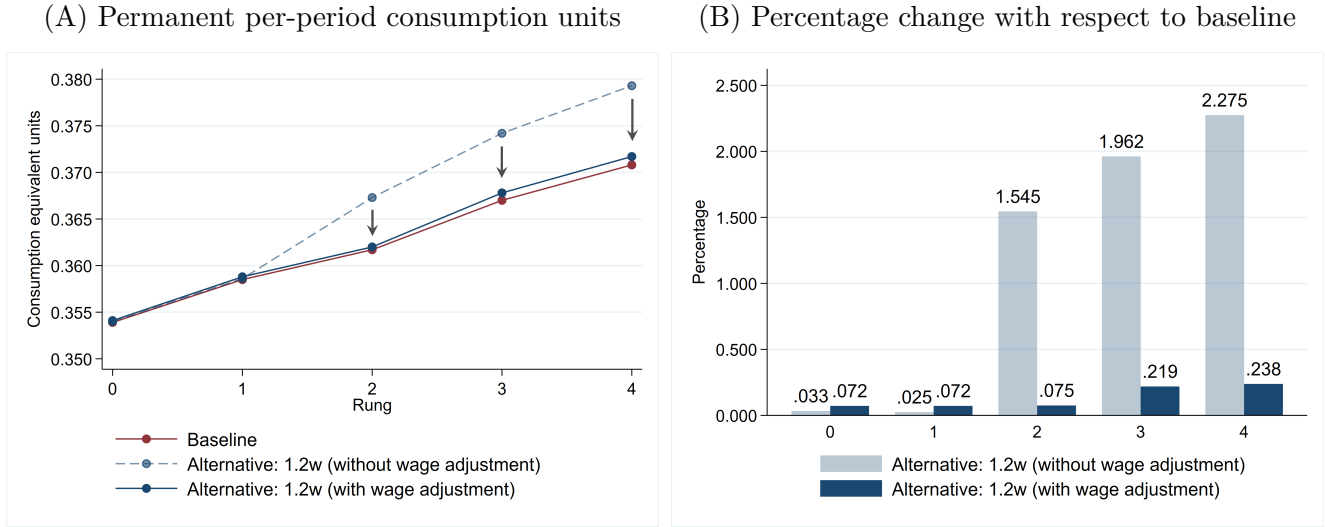 (A) Permanent per-period consumption units
Consumption equivalent units
0.380
0.375
0.370
0.365
0.360
0.355
0.350
0 1 2 3 4
Rung
Baseline
Alternative: 1.2w (without wage adjustment)
Alternative: 1.2w (with wage adjustment)
(B) Percentage change with respect to baseline
Percentage
2.500
2.000
1.500
1.000
0.500
0.000
.033 .072 .025 .072 1.545 .075 1.962 .219 2.275 .238
0 1 2 3 4
Alternative: 1.2w (without wage adjustment)
Alternative: 1.2w (with wage adjustment)